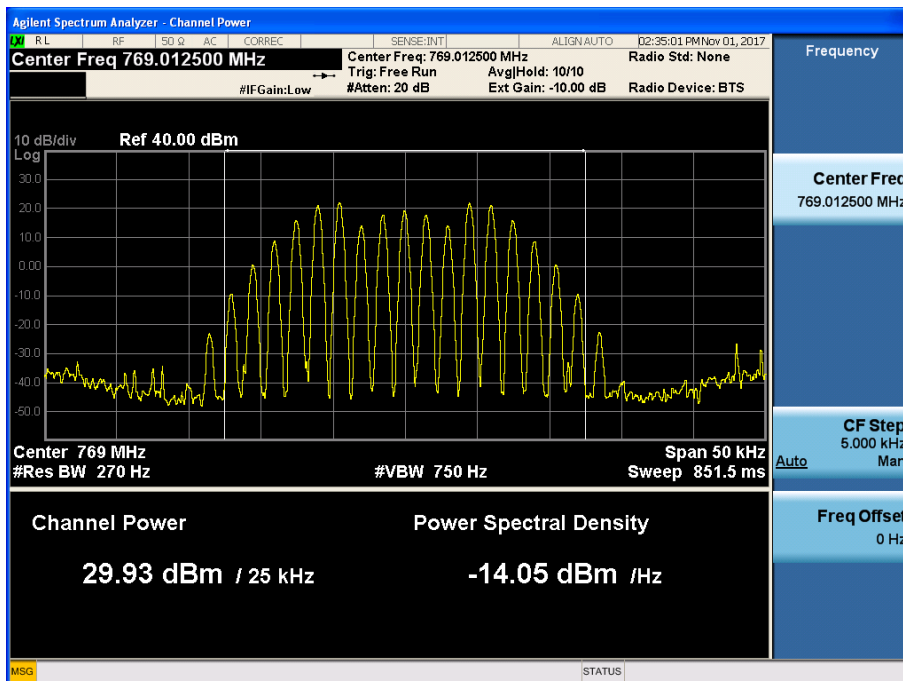 Agilent Spectrum Analyzer - Channel Power
LXI RL RF 50 Ω AC CORREC SENSE:INT ALIGN AUTO 02:35:01 PM Nov 01, 2017
Center Freq 769.012500 MHz
Center Freq: 769.012500 MHz Radio Std: None
Trig: Free Run Avg|Hold: 10/10
#IFGain:Low #Atten: 20 dB Ext Gain: -10.00 dB Radio Device: BTS
10 dB/div Ref 40.00 dBm
Log
30.0
20.0
10.0
0.00
-10.0
-20.0
-30.0
-40.0
-50.0
Center 769 MHz Span 50 kHz
#Res BW 270 Hz #VBW 750 Hz Sweep 851.5 ms
Channel Power Power Spectral Density
29.93 dBm / 25 kHz -14.05 dBm /Hz
MSG STATUS
Frequency
Center Freq
769.012500 MHz
CF Step
5.000 kHz
Auto Man
Freq Offset
0 Hz